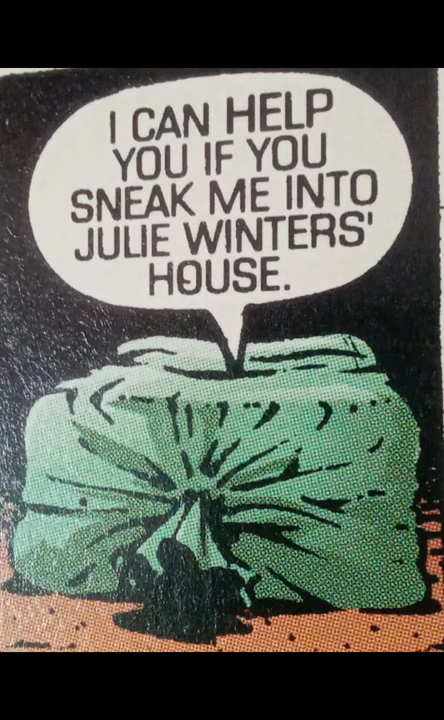 I CAN HELP
YOU IF YOU
SNEAK ME INTO
JULIE WINTERS'
HOUSE.